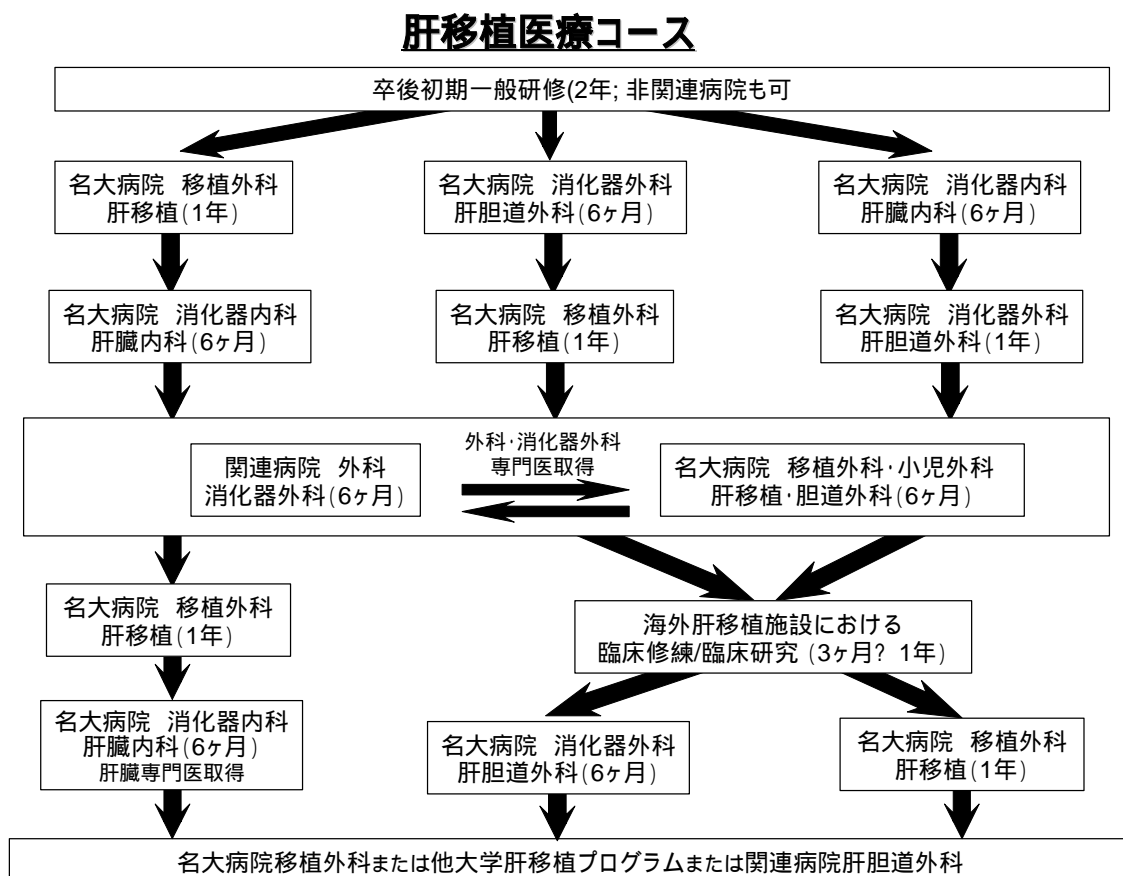 肝移植医療コース
卒後初期一般研修(2年; 非関連病院も可
名大病院 移植外科
肝移植(1年)
名大病院 消化器外科
肝胆道外科(6ヶ月)
名大病院 消化器内科
肝臓内科(6ヶ月)
名大病院 消化器内科
肝臓内科(6ヶ月)
名大病院 移植外科
肝移植(1年)
名大病院 消化器外科
肝胆道外科(1年)
関連病院 外科
消化器外科(6ヶ月)
外科・消化器外科
専門医取得
名大病院 移植外科・小児外科
肝移植・胆道外科(6ヶ月)
名大病院 移植外科
肝移植(1年)
海外肝移植施設における
臨床修練/臨床研究 (3ヶ月? 1年)
名大病院 消化器内科
肝臓内科(6ヶ月)
肝臓専門医取得
名大病院 消化器外科
肝胆道外科(6ヶ月)
名大病院 移植外科
肝移植(1年)
名大病院移植外科または他大学肝移植プログラムまたは関連病院肝胆道外科